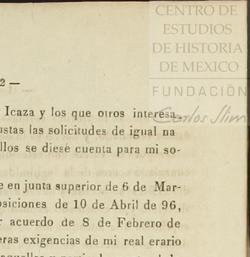 CENTRO DE
ESTUDIOS
DE HISTORIA
DE MEXICO
FUNDACIÓN
Carlos Slim
2 —
Icaza y los que otros interesa
ustas las solicitudes de igual na
llos se diese cuenta para mi so-
e en junta superior de 6 de Mar-
posiciones de 10 de Abril de 96,
r acuerdo de 8 de Febrero de
eras exigencias de mi real erario